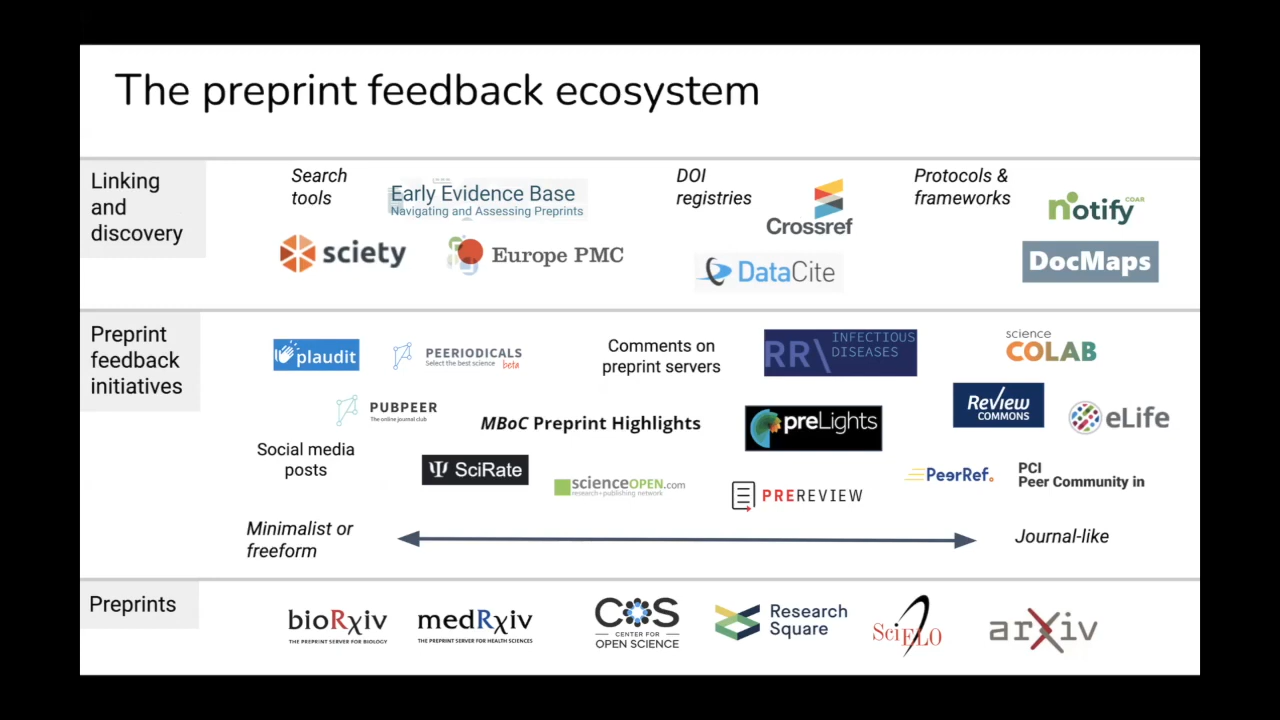 The preprint feedback ecosystem
Linking
and
discovery
Search
tools
Early Evidence Base
Navigating and Assessing Preprints
sciety
Europe PMC
DOI
registries
Crossref
DataCite
Protocols &
frameworks
notify COAR
DocMaps
Preprint
feedback
initiatives
plaudit
PEERIODICALS
Select the best science
beta
Comments on
preprint servers
RR\ INFECTIOUS
DISEASES
science
COLAB
PUBPEER
The online journal club
MBoC Preprint Highlights
preLights
Review
COMMONS
eLife
Social media
posts
SciRate
scienceOPEN.com
research+publishing network
PREREVIEW
PeerRef.
PCI
Peer Community in
Minimalist or
freeform
Journal-like
Preprints
bioRxiv
THE PREPRINT SERVER FOR BIOLOGY
medRxiv
THE PREPRINT SERVER FOR HEALTH SCIENCES
COS
CENTER FOR
OPEN SCIENCE
Research
Square
SciELO
arXiv